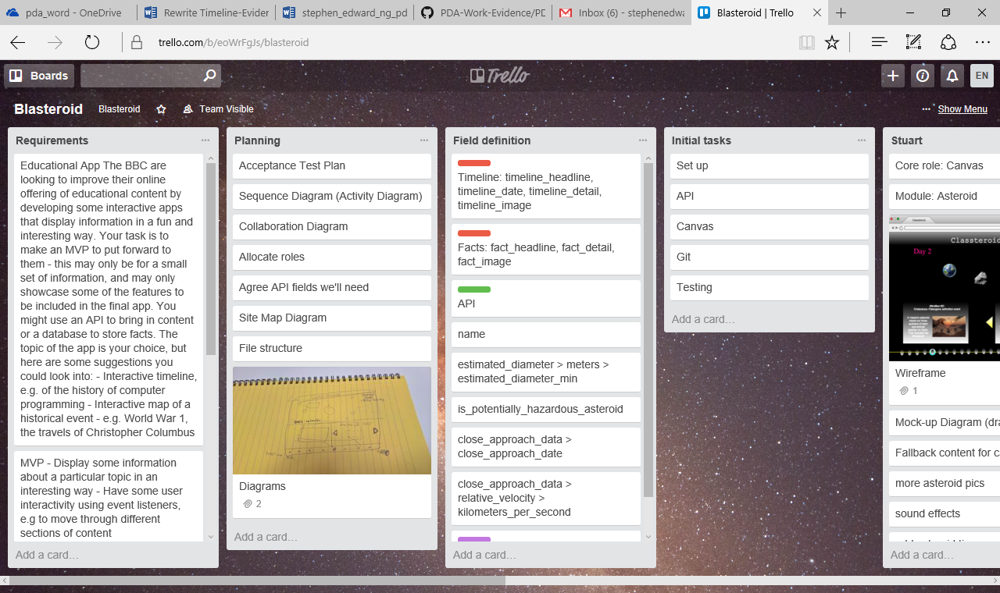 pda_word - OneDrive
Rewrite Timeline-Eviden
stephen_edward_ng_pd
PDA-Work-Evidence/PD
Inbox (6) - stephenedwa
Blasteroid | Trello
trello.com/b/eoWrFgJs/blasteroid
Boards
Trello
EN
Blasteroid
Blasteroid
Team Visible
Show Menu
Requirements
Educational App The BBC are
looking to improve their online
offering of educational content by
developing some interactive apps
that display information in a fun and
interesting way. Your task is to
make an MVP to put forward to
them - this may only be for a small
set of information, and may only
showcase some of the features to
be included in the final app. You
might use an API to bring in content
or a database to store facts. The
topic of the app is your choice, but
here are some suggestions you
could look into: - Interactive timeline,
e.g. of the history of computer
programming - Interactive map of a
historical event - e.g. World War 1,
the travels of Christopher Columbus
MVP - Display some information
about a particular topic in an
interesting way - Have some user
interactivity using event listeners,
e.g to move through different
sections of content
Add a card...
Planning
Acceptance Test Plan
Sequence Diagram (Activity Diagram)
Collaboration Diagram
Allocate roles
Agree API fields we'll need
Site Map Diagram
File structure
Diagrams
2
Add a card...
Field definition
Timeline: timeline_headline,
timeline_date, timeline_detail,
timeline_image
Facts: fact_headline, fact_detail,
fact_image
API
name
estimated_diameter > meters >
estimated_diameter_min
is_potentially_hazardous_asteroid
close_approach_data >
close_approach_date
close_approach_data >
relative_velocity >
kilometers_per_second
Add a card...
Initial tasks
Set up
API
Canvas
Git
Testing
Add a card...
Stuart
Core role: Canvas
Module: Asteroid
Classteroid
Day 2
Wireframe
1
Mock-up Diagram (dra
Fallback content for c
more asteroid pics
sound effects
Add a card...